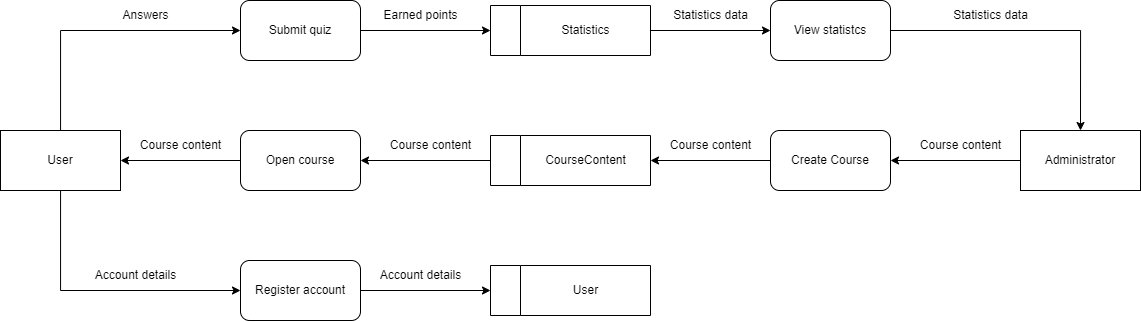 Answers
Earned points
Statistics data
Statistics data
Submit quiz
Statistics
View statistcs
Course content
Course content
Course content
Course content
User
Open course
CourseContent
Create Course
Administrator
Account details
Account details
Register account
User